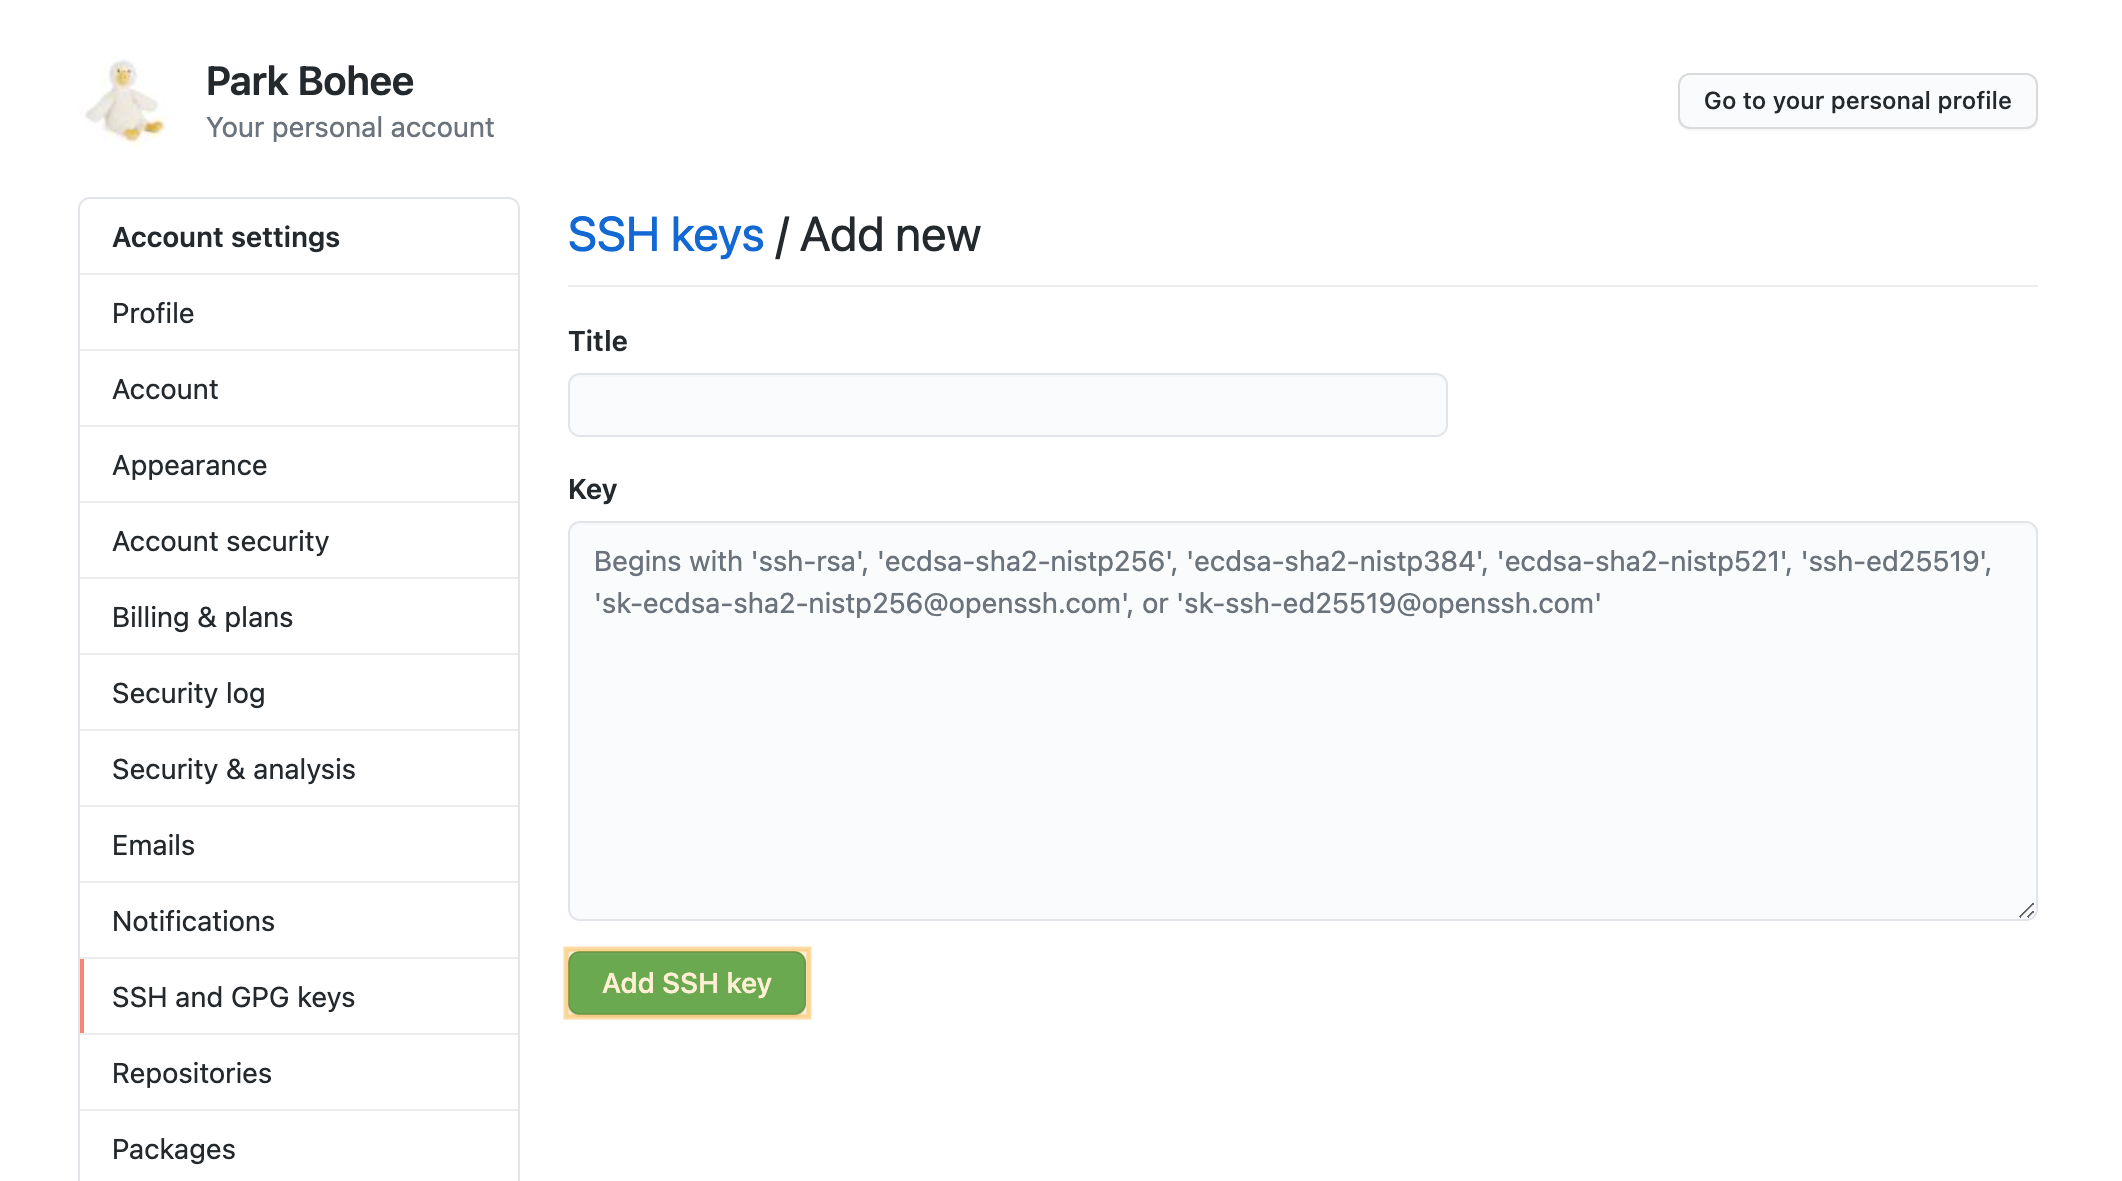 Park Bohee
Your personal account
Go to your personal profile
Account settings
Profile
Account
Appearance
Account security
Billing & plans
Security log
Security & analysis
Emails
Notifications
SSH and GPG keys
Repositories
Packages
SSH keys / Add new
Title
Key
Begins with 'ssh-rsa', 'ecdsa-sha2-nistp256', 'ecdsa-sha2-nistp384', 'ecdsa-sha2-nistp521', 'ssh-ed25519',
'sk-ecdsa-sha2-nistp256@openssh.com', or 'sk-ssh-ed25519@openssh.com'
Add SSH key